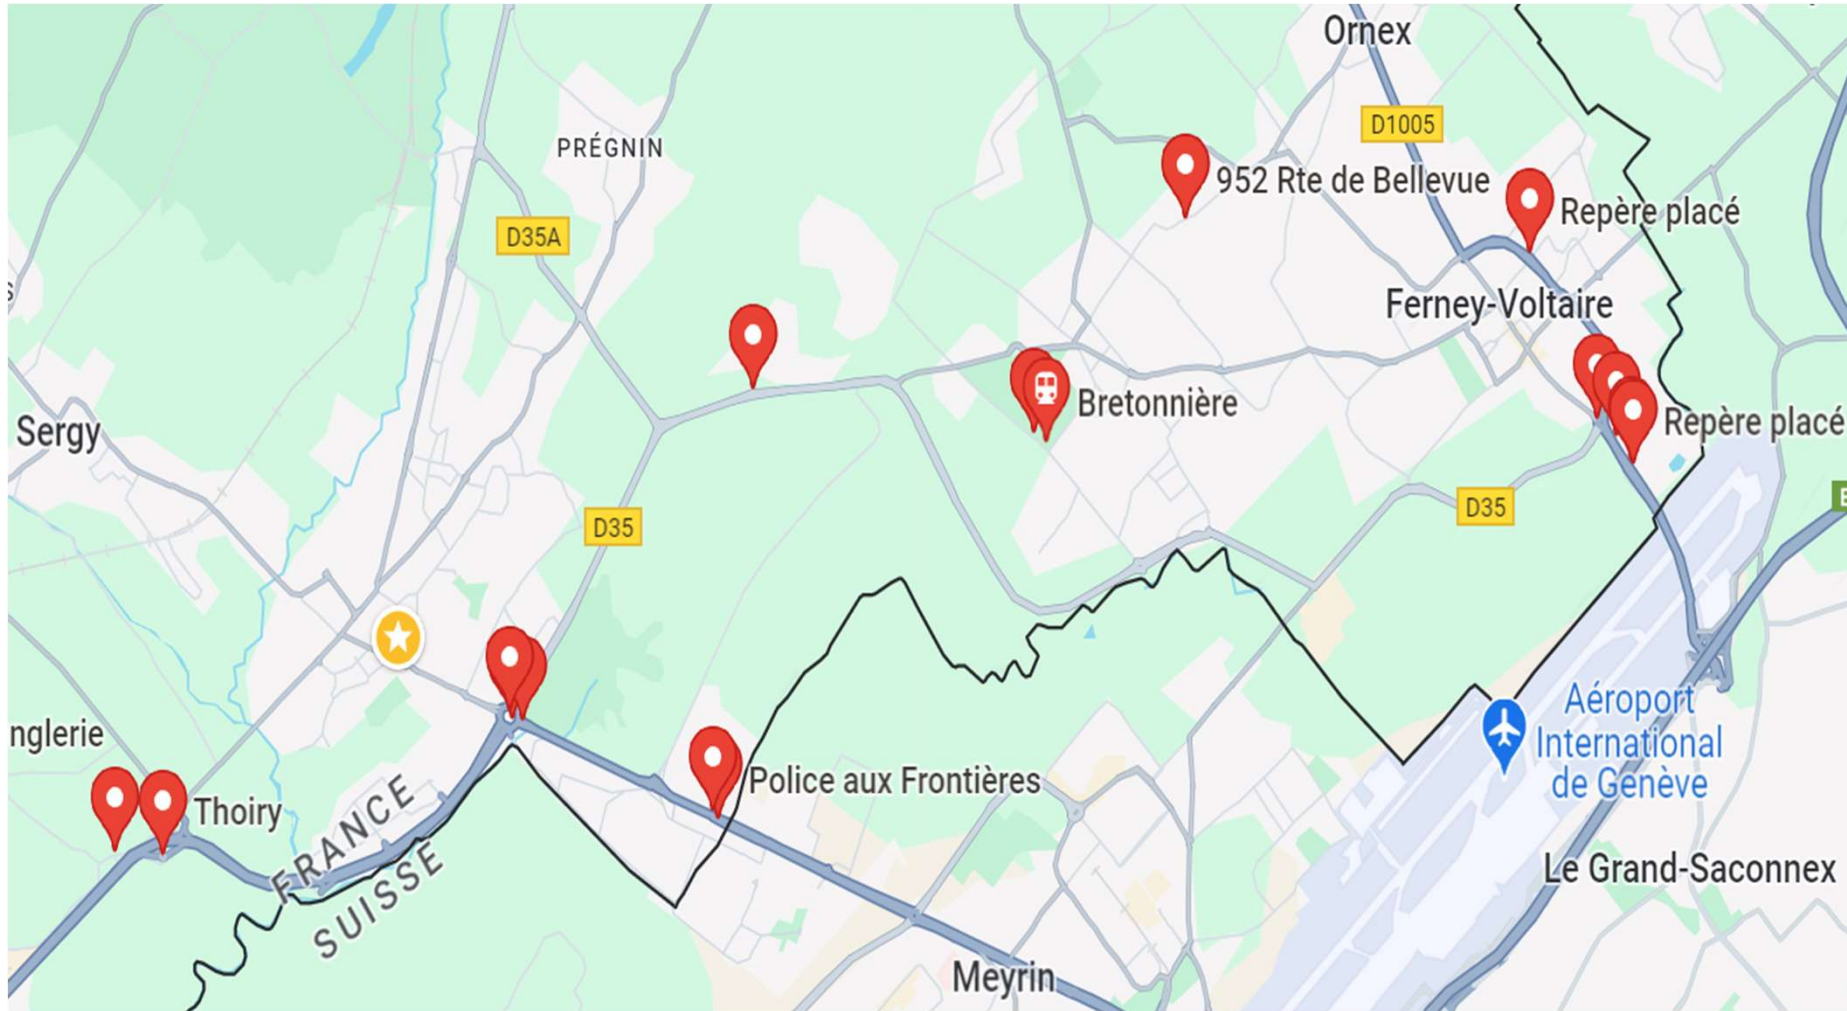 Ornex
D1005
PRÉGNIN
952 Rte de Bellevue
Repère placé
D35A
Ferney-Voltaire
Bretonnière
Repère placé
Sergy
D35
D35
nglerie
Police aux Frontières
Thoiry
Aéroport
International
de Genève
FRANCE
SUISSE
Le Grand-Saconnex
Meyrin